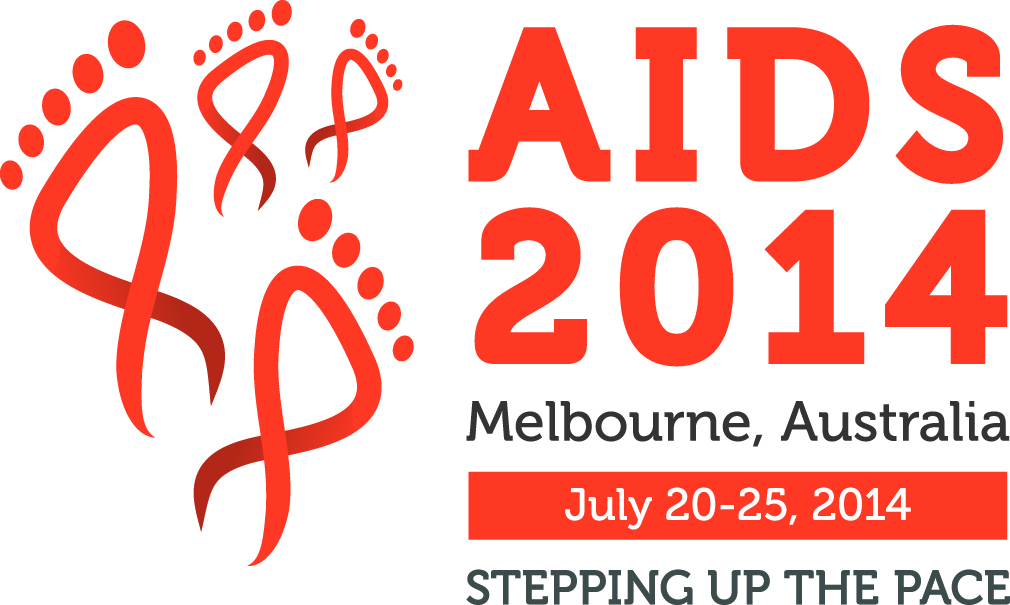 AIDS
2014
Melbourne, Australia
July 20-25, 2014
STEPPING UP THE PACE